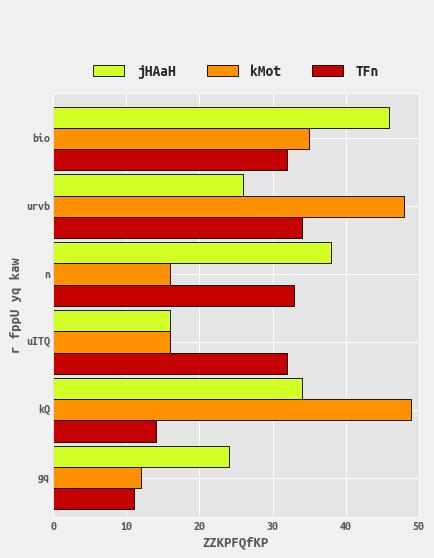 jHAaH kMot TFn
bio
urvb
n
uITQ
kQ
gq
r fppU yq kaw
0 10 20 30 40 50
ZZKPFQfKP